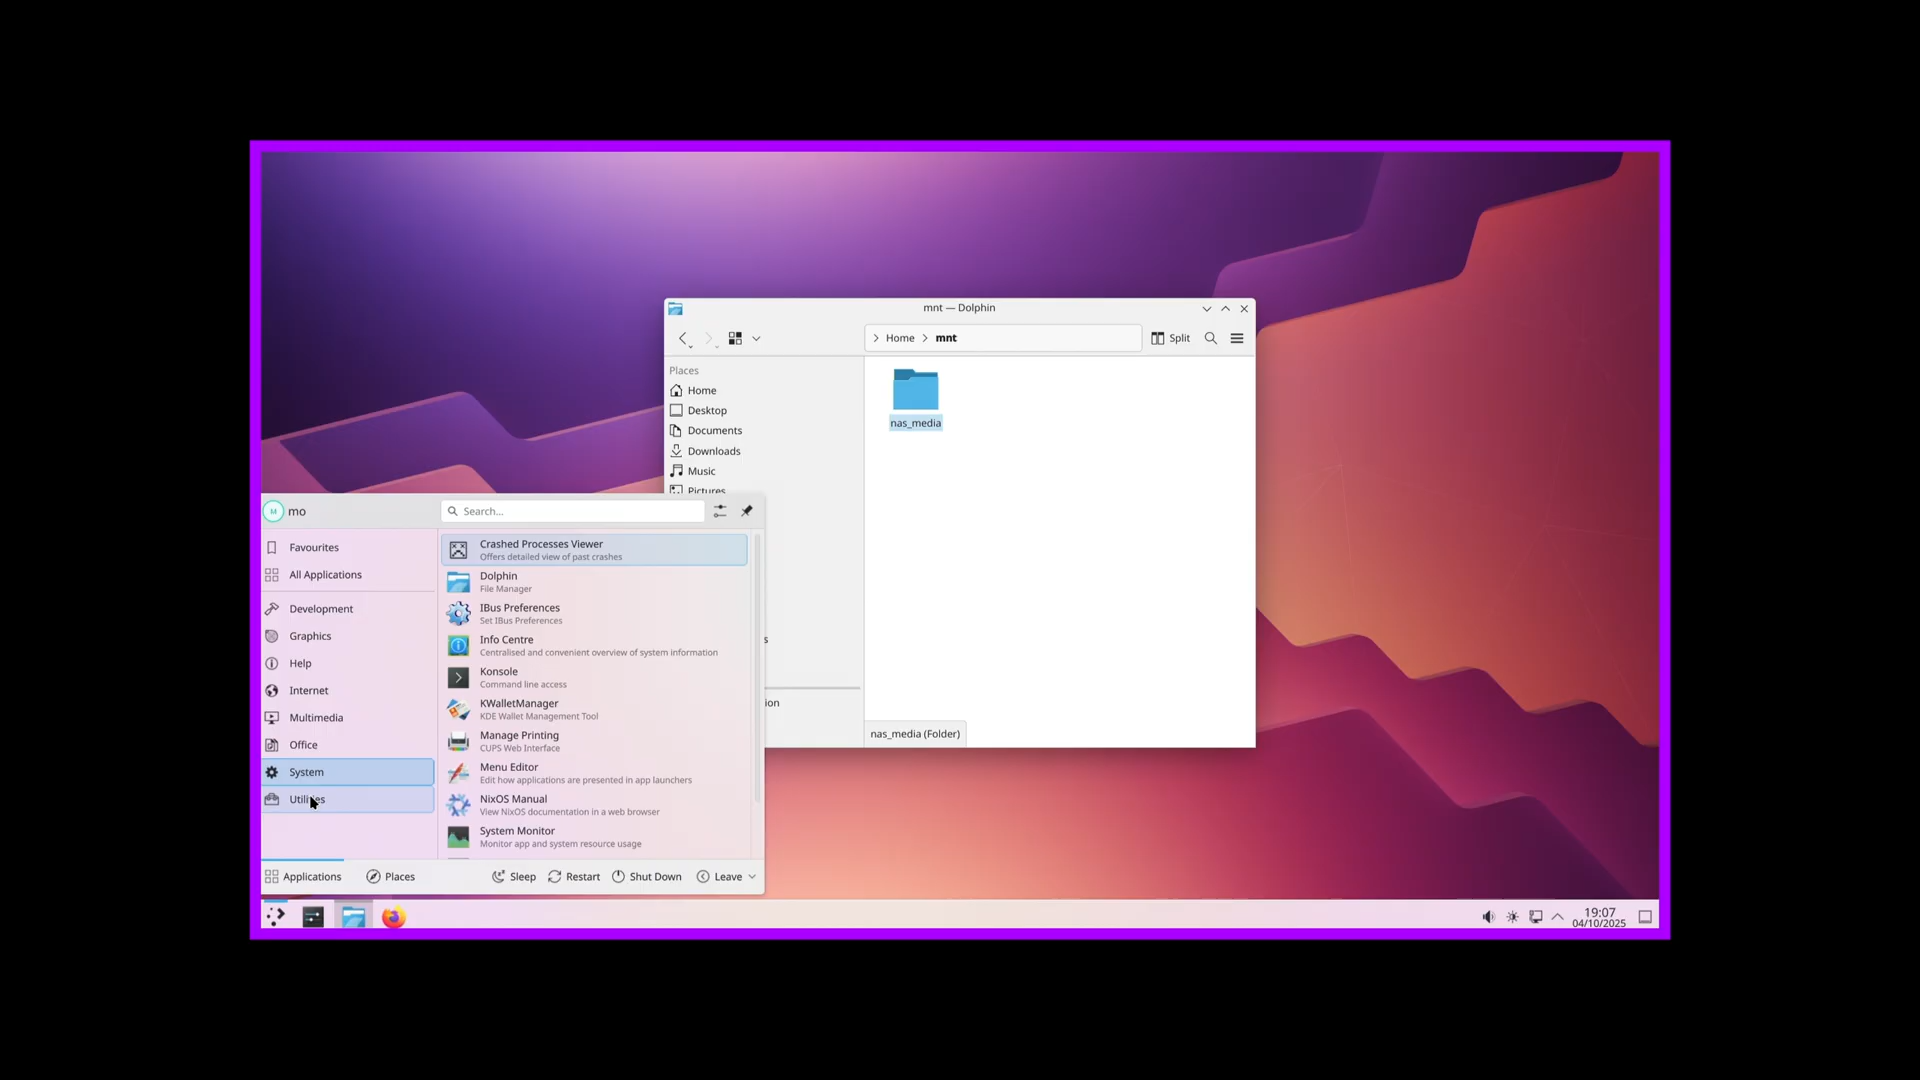 mnt — Dolphin
Home mnt
Split
Places
Home
Desktop
Documents
Downloads
Music
Pictures
nas_media
nas_media (Folder)
M mo
Search...
Favourites
All Applications
Development
Graphics
Help
Internet
Multimedia
Office
System
Utilities
Crashed Processes Viewer
Offers detailed view of past crashes
Dolphin
File Manager
IBus Preferences
Set IBus Preferences
Info Centre
Centralised and convenient overview of system information
Konsole
Command line access
KWalletManager
KDE Wallet Management Tool
Manage Printing
CUPS Web Interface
Menu Editor
Edit how applications are presented in app launchers
NixOS Manual
View NixOS documentation in a web browser
System Monitor
Monitor app and system resource usage
s
ion
Applications
Places
Sleep
Restart
Shut Down
Leave
19:07
04/10/2025